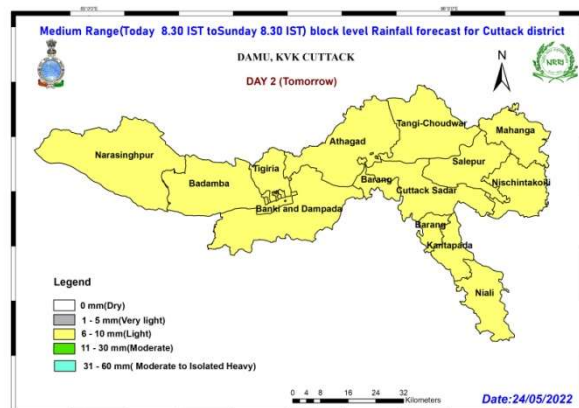 Medium Range(Today 8.30 IST toSunday 8.30 IST) block level Rainfall forecast for Cuttack district
DAMU, KVK CUTTACK
DAY 2 (Tomorrow)
N
NRRI
Mahanga
Tangi-Choudwar
Athagad
Narasinghpur
Salepur
Tigiria
Badamba
Barang
Nischintakoili
Cuttack Sadar
Banki and Dampada
Barang
Kantapada
Niali
Legend
0 mm(Dry)
1 - 5 mm(Very light)
6 - 10 mm(Light)
11 - 30 mm(Moderate)
31 - 60 mm( Moderate to Isolated Heavy)
0 4 8 16 24 32
Kilometers
Date:24/05/2022